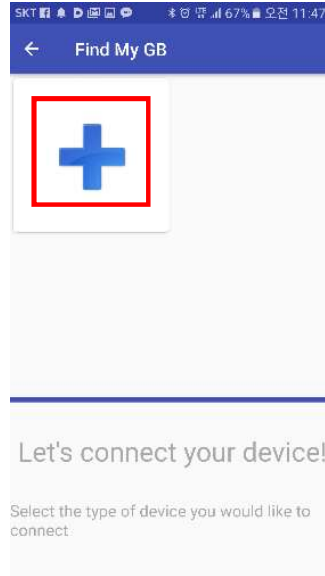 SKT 67% 오전 11:47
Find My GB
Let's connect your device!
Select the type of device you would like to
connect